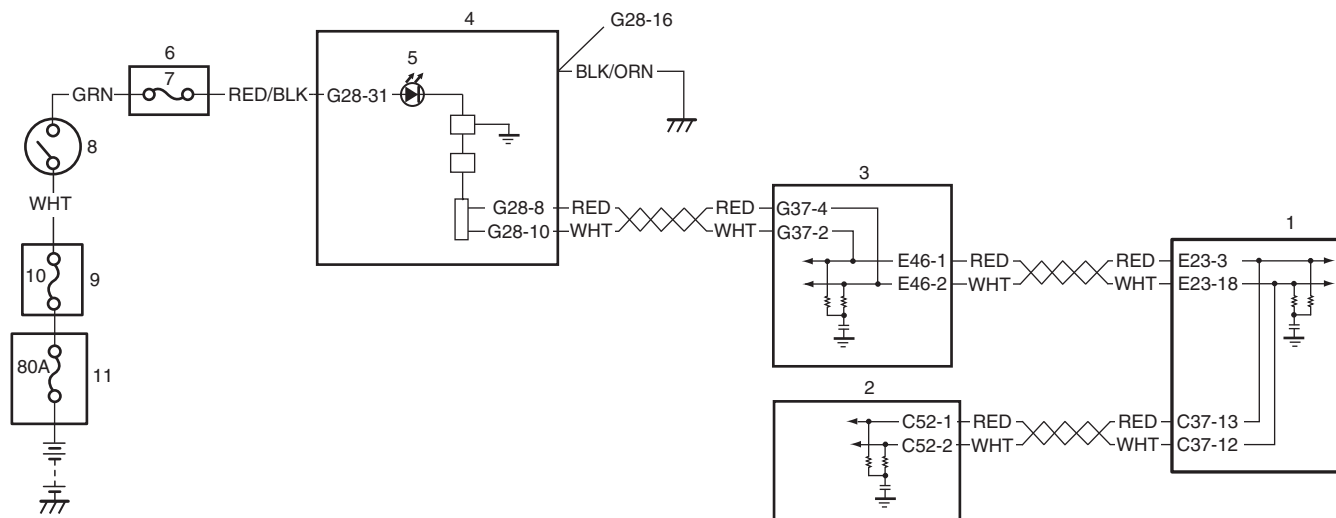 4
G28-16
6
7
5
GRN
RED/BLK
G28-31
BLK/ORN
8
WHT
3
G28-8 RED RED G37-4
G28-10 WHT WHT G37-2
1
10
9
E46-1 RED RED E23-3
E46-2 WHT WHT E23-18
80A
11
2
C52-1 RED RED C37-13
C52-2 WHT WHT C37-12